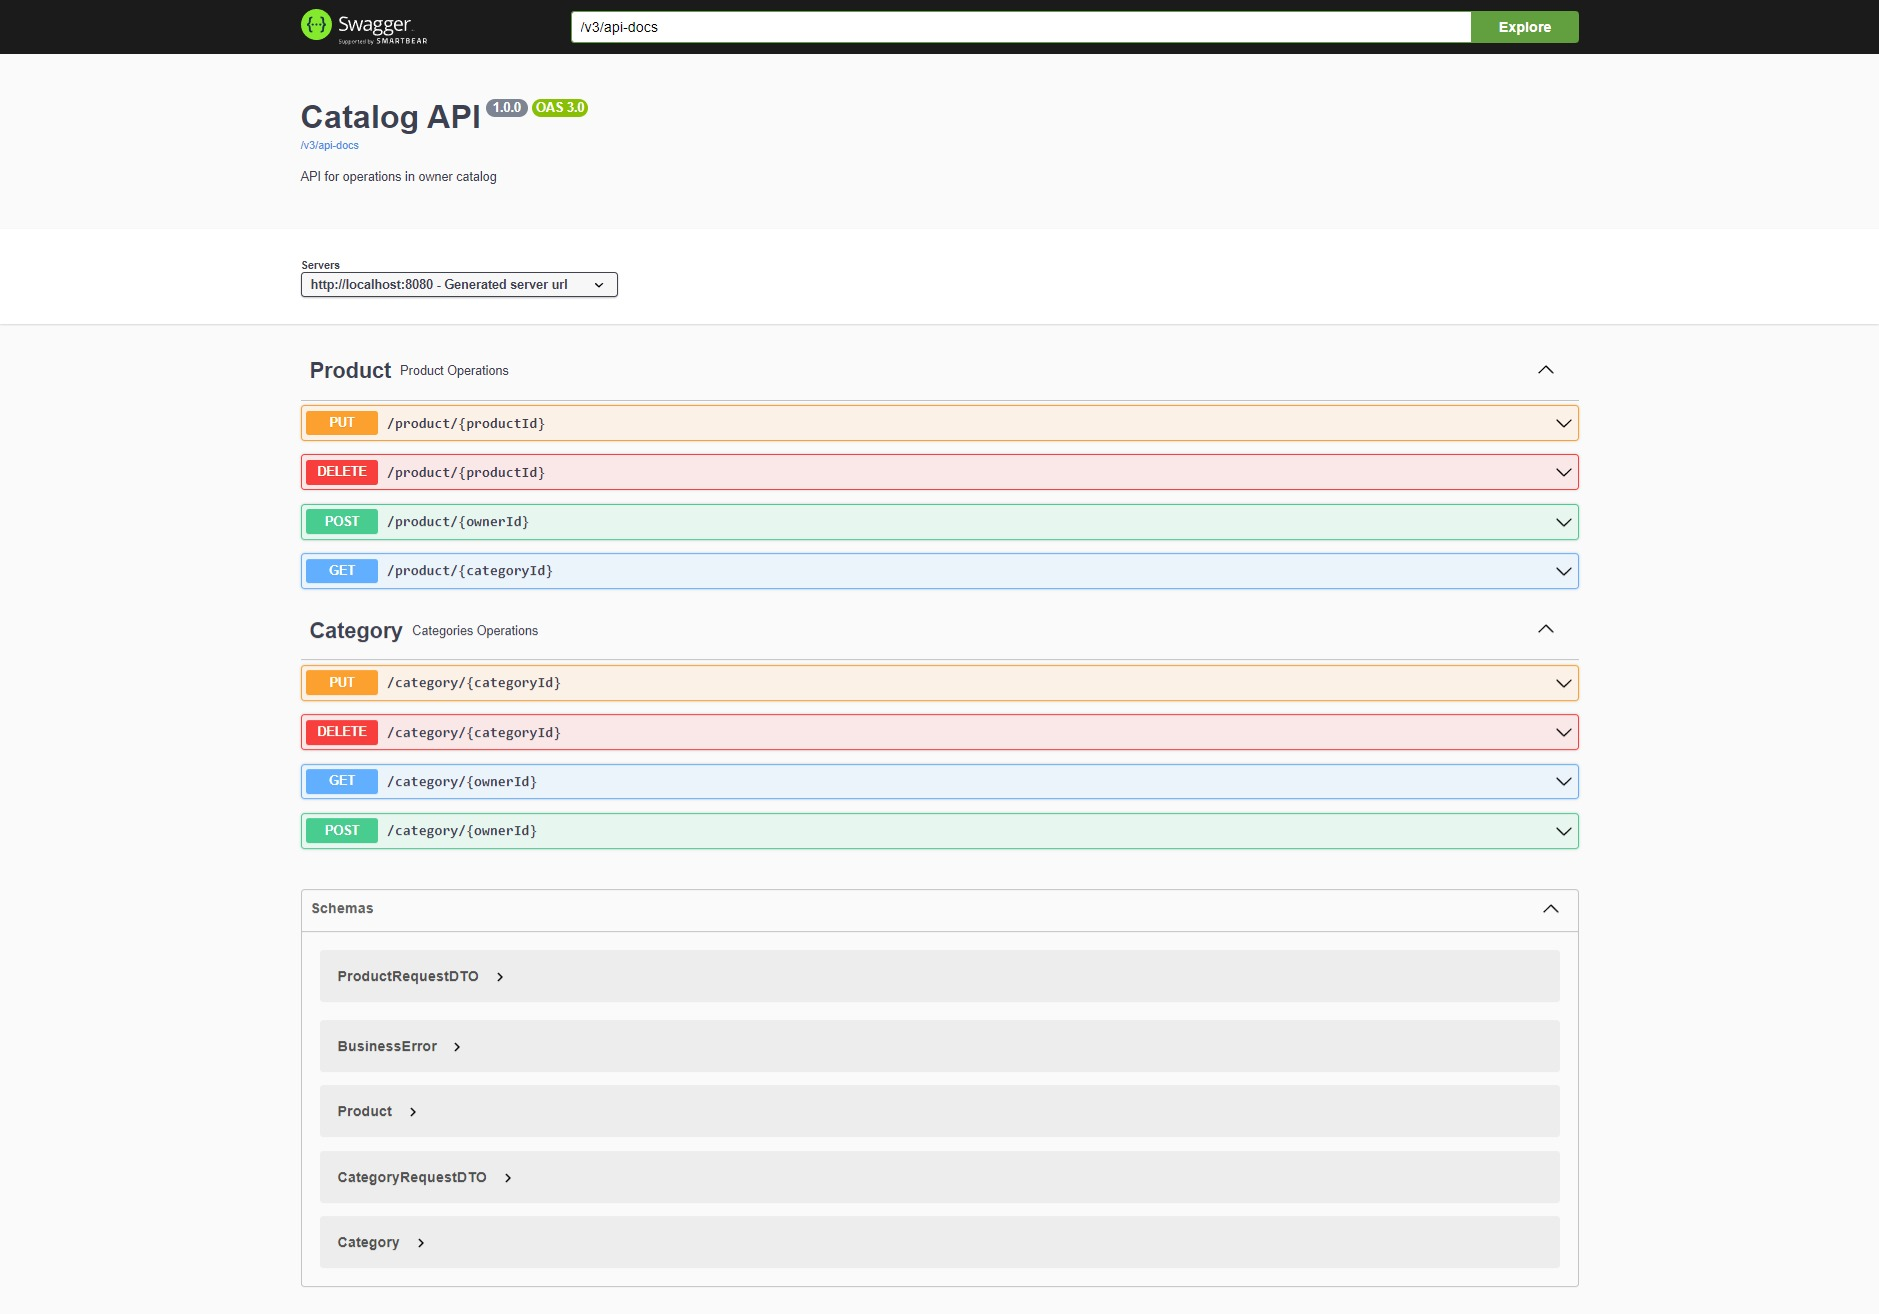 Swagger
Supported by SMARTBEAR
/v3/api-docs
Explore
Catalog API 1.0.0 OAS 3.0
/v3/api-docs
API for operations in owner catalog
Servers
http://localhost:8080 - Generated server url
Product Product Operations
PUT /product/{productId}
DELETE /product/{productId}
POST /product/{ownerId}
GET /product/{categoryId}
Category Categories Operations
PUT /category/{categoryId}
DELETE /category/{categoryId}
GET /category/{ownerId}
POST /category/{ownerId}
Schemas
ProductRequestDTO
BusinessError
Product
CategoryRequestDTO
Category